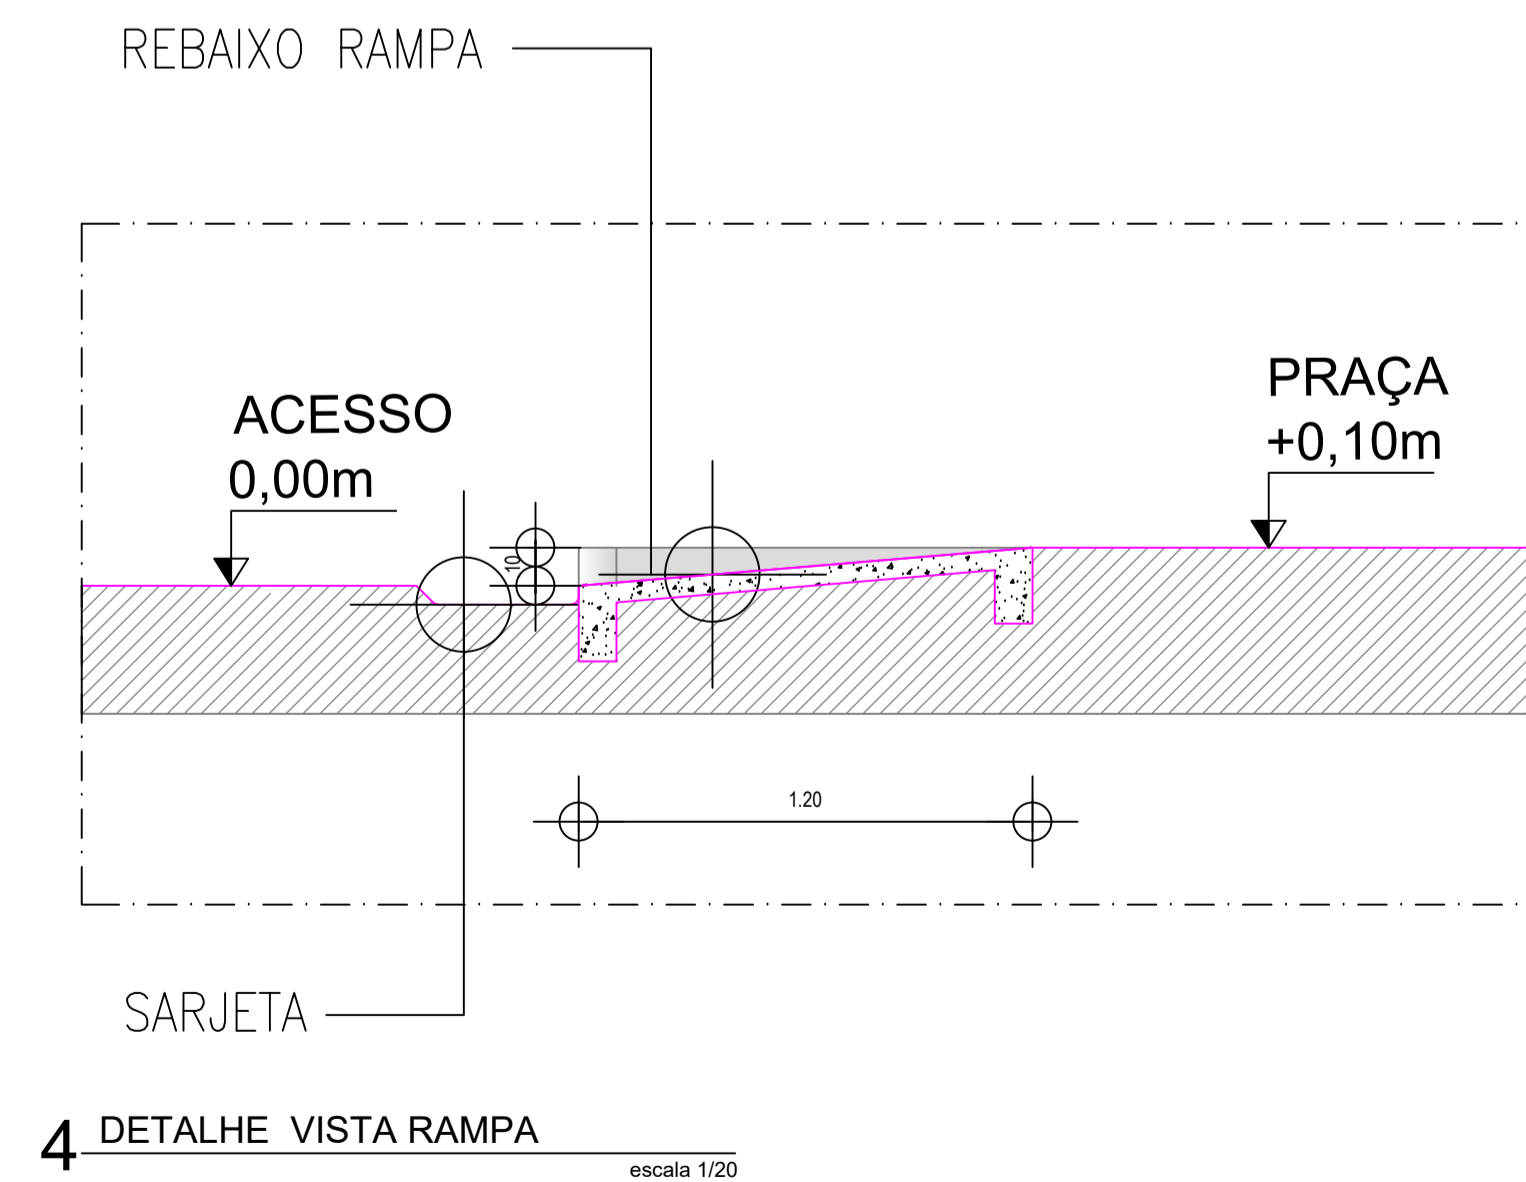 REBAIXO RAMPA
PRAÇA
+0,10m
ACESSO
0,00m
10
1.20
SARJETA
4 DETALHE VISTA RAMPA
escala 1/20